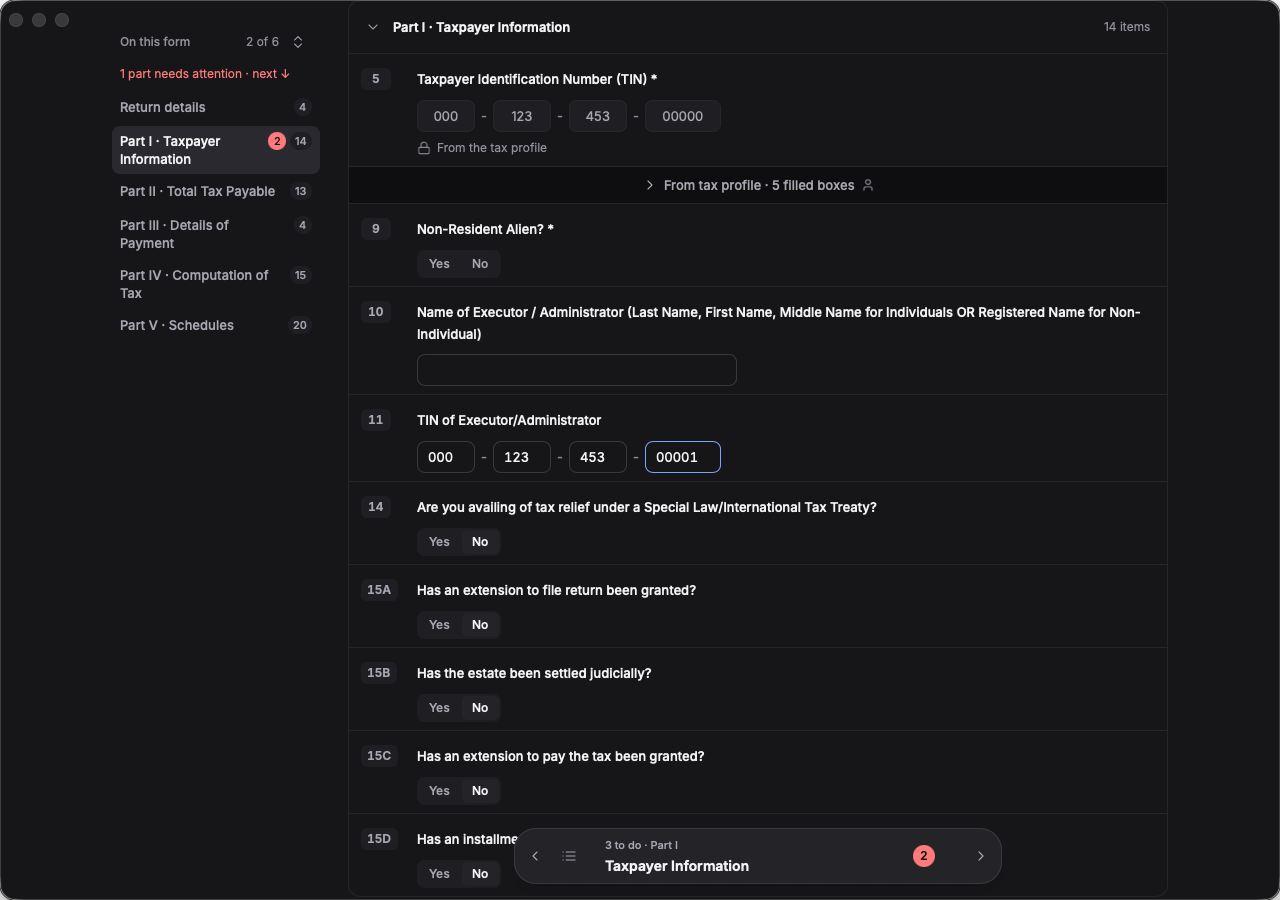 On this form
2 of 6
1 part needs attention · next ↓
Return details
4
Part I · Taxpayer
Information
2
14
Part II · Total Tax Payable
13
Part III · Details of
Payment
4
Part IV · Computation of
Tax
15
Part V · Schedules
20
Part I · Taxpayer Information
14 items
5
Taxpayer Identification Number (TIN) *
000 - 123 - 453 - 00000
From the tax profile
From tax profile · 5 filled boxes
9
Non-Resident Alien? *
Yes No
10
Name of Executor / Administrator (Last Name, First Name, Middle Name for Individuals OR Registered Name for Non-
Individual)
11
TIN of Executor/Administrator
000 - 123 - 453 - 00001
14
Are you availing of tax relief under a Special Law/International Tax Treaty?
Yes No
15A
Has an extension to file return been granted?
Yes No
15B
Has the estate been settled judicially?
Yes No
15C
Has an extension to pay the tax been granted?
Yes No
15D
Has an installme
Yes No
3 to do · Part I
Taxpayer Information
2